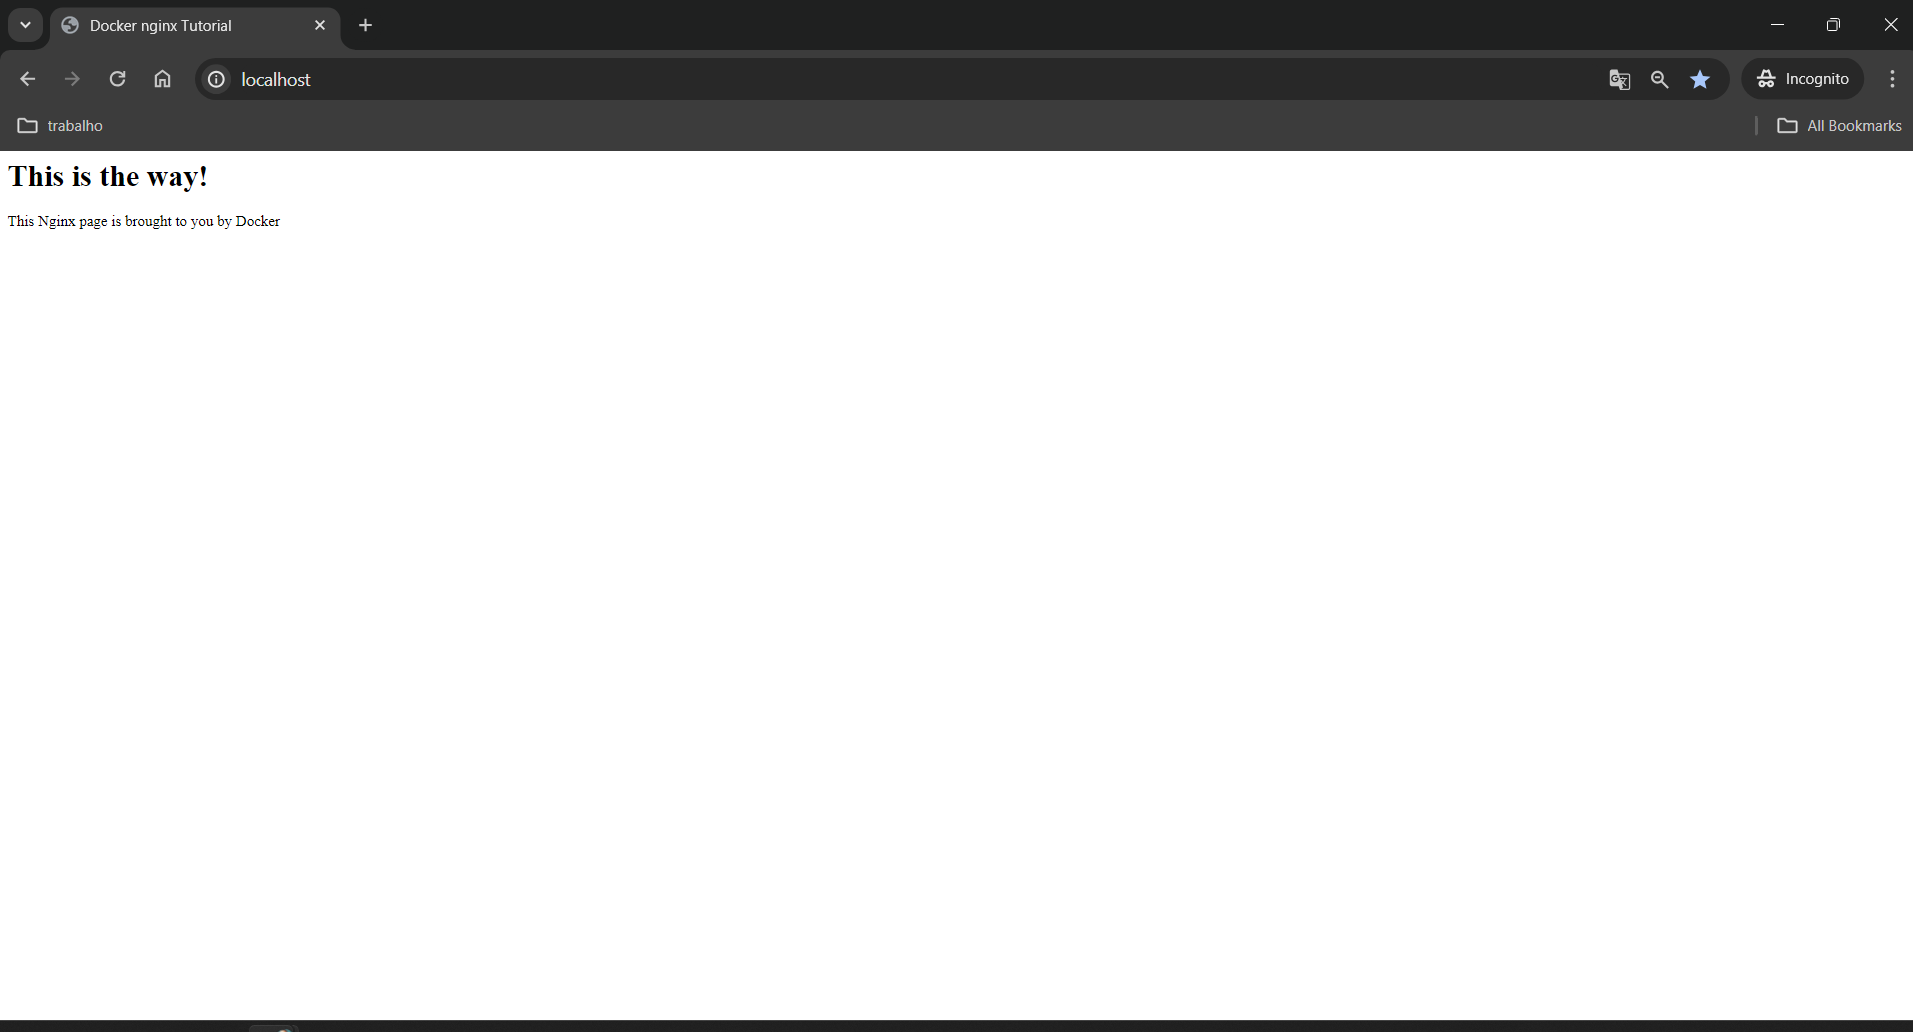 Docker nginx Tutorial
localhost
Incognito
trabalho
All Bookmarks
This is the way!
This Nginx page is brought to you by Docker